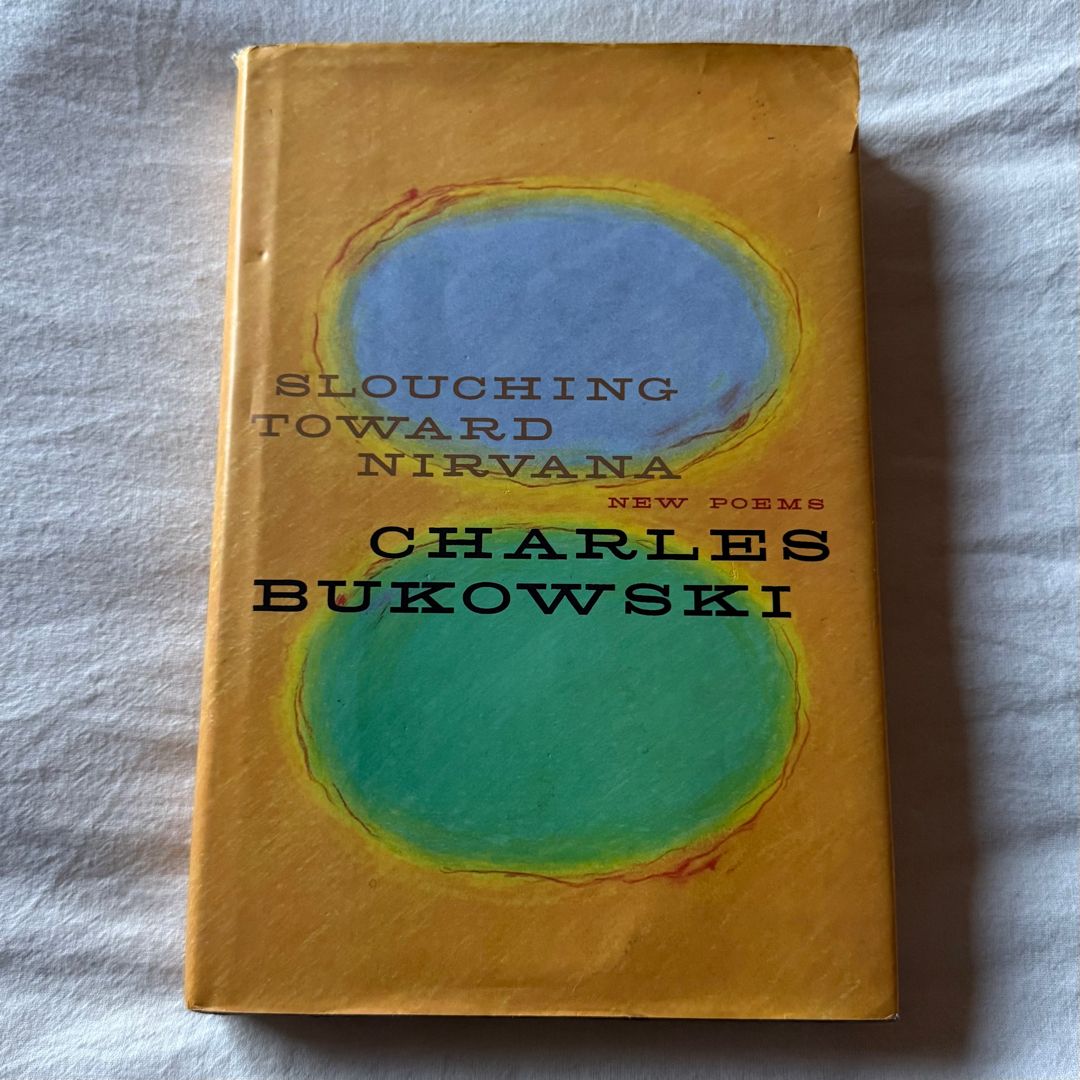 SLOUCHING
TOWARD
NIRVANA
NEW POEMS
CHARLES
BUKOWSKI